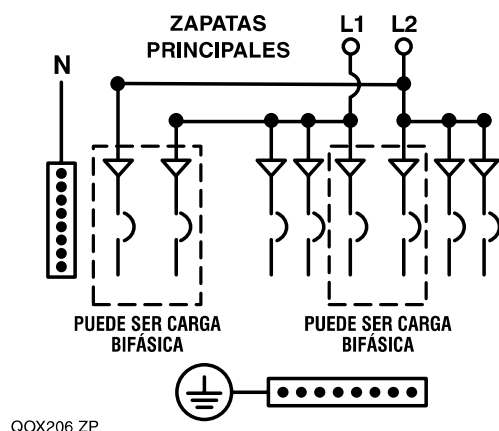 ZAPATAS
PRINCIPALES
L1 L2
N
PUEDE SER CARGA
BIFÁSICA
PUEDE SER CARGA
BIFÁSICA
QOX206 ZP